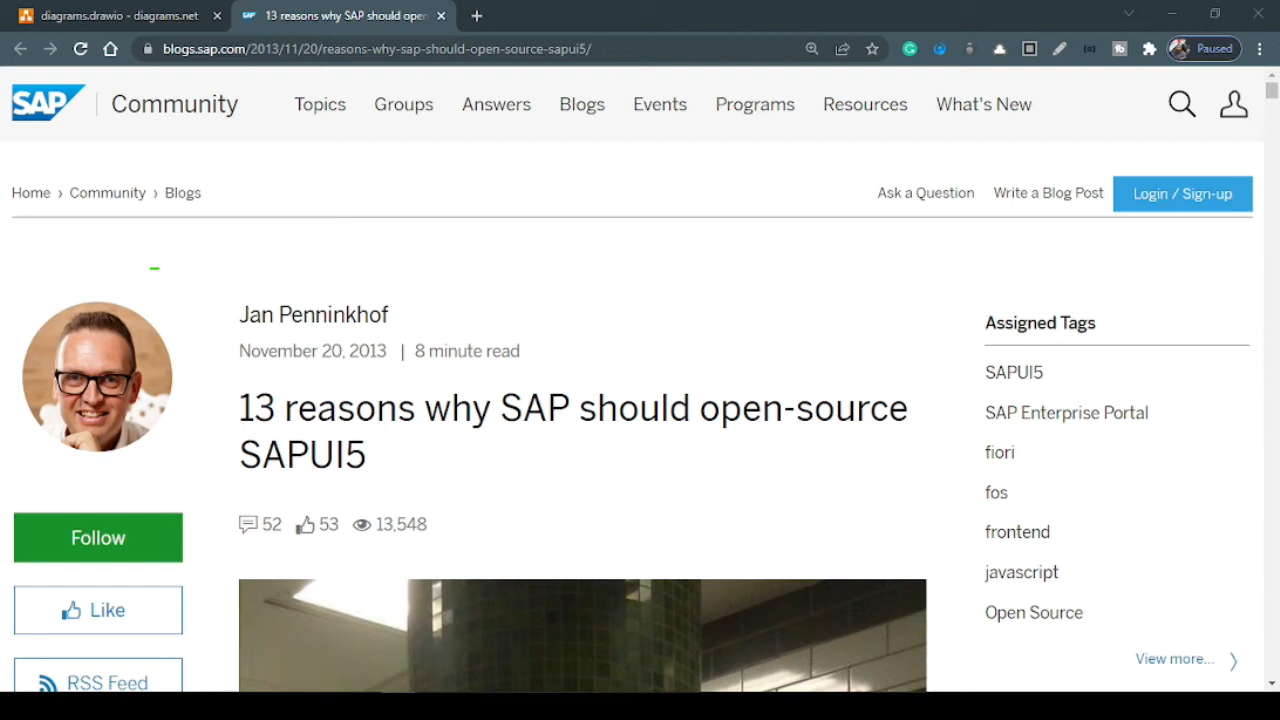 diagrams.drawio - diagrams.net
13 reasons why SAP should open
blogs.sap.com/2013/11/20/reasons-why-sap-should-open-source-sapui5/
Paused
SAP
Community
Topics
Groups
Answers
Blogs
Events
Programs
Resources
What's New
Home › Community › Blogs
Ask a Question
Write a Blog Post
Login / Sign-up
Jan Penninkhof
November 20, 2013 | 8 minute read
13 reasons why SAP should open-source
SAPUI5
52 53 13,548
Follow
Like
RSS Feed
Assigned Tags
SAPUI5
SAP Enterprise Portal
fiori
fos
frontend
javascript
Open Source
View more...